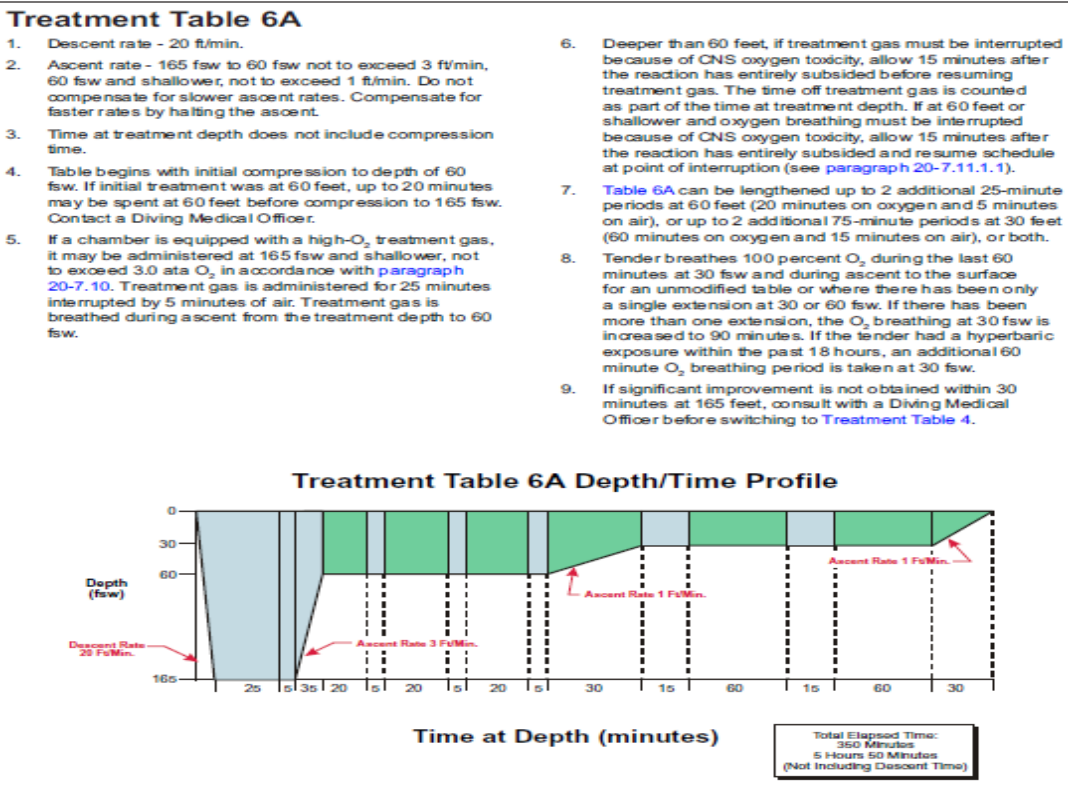 Treatment Table 6A
1. Descent rate - 20 ft/min.
2. Ascent rate - 165 fsw to 60 fsw not to exceed 3 ft/min,
60 fsw and shallower, not to exceed 1 ft/min. Do not
compensate for slower ascent rates. Compensate for
faster rates by halting the ascent.
3. Time at treatment depth does not include compression
time.
4. Table begins with initial compression to depth of 60
fsw. If initial treatment was at 60 feet, up to 20 minutes
may be spent at 60 feet before compression to 165 fsw.
Contact a Diving Medical Officer.
5. If a chamber is equipped with a high-O₂ treatment gas,
it may be administered at 165 fsw and shallower, not
to exceed 3.0 ata O₂ in accordance with paragraph
20-7.10. Treatment gas is administered for 25 minutes
interrupted by 5 minutes of air. Treatment gas is
breathed during ascent from the treatment depth to 60
fsw.
6. Deeper than 60 feet, if treatment gas must be interrupted
because of CNS oxygen toxicity, allow 15 minutes after
the reaction has entirely subsided before resuming
treatment gas. The time off treatment gas is counted
as part of the time at treatment depth. If at 60 feet or
shallower and oxygen breathing must be interrupted
because of CNS oxygen toxicity, allow 15 minutes after
the reaction has entirely subsided and resume schedule
at point of interruption (see paragraph 20-7.11.1.1).
7. Table 6A can be lengthened up to 2 additional 25-minute
periods at 60 feet (20 minutes on oxygen and 5 minutes
on air), or up to 2 additional 75-minute periods at 30 feet
(60 minutes on oxygen and 15 minutes on air), or both.
8. Tender breathes 100 percent O₂ during the last 60
minutes at 30 fsw and during ascent to the surface
for an unmodified table or where there has been only
a single extension at 30 or 60 fsw. If there has been
more than one extension, the O₂ breathing at 30 fsw is
increased to 90 minutes. If the tender had a hyperbaric
exposure within the past 18 hours, an additional 60
minute O₂ breathing period is taken at 30 fsw.
9. If significant improvement is not obtained within 30
minutes at 165 feet, consult with a Diving Medical
Officer before switching to Treatment Table 4.
Treatment Table 6A Depth/Time Profile
0
30
60
165
Depth
(fsw)
Descent Rate
20 Ft/Min.
Ascent Rate 3 Ft/Min.
Ascent Rate 1 Ft/Min.
Ascent Rate 1 Ft/Min.
25 5 35 20 5 20 5 20 5 30 15 60 15 60 30
Time at Depth (minutes)
Total Elapsed Time:
350 Minutes
5 Hours 50 Minutes
(Not Including Descent Time)